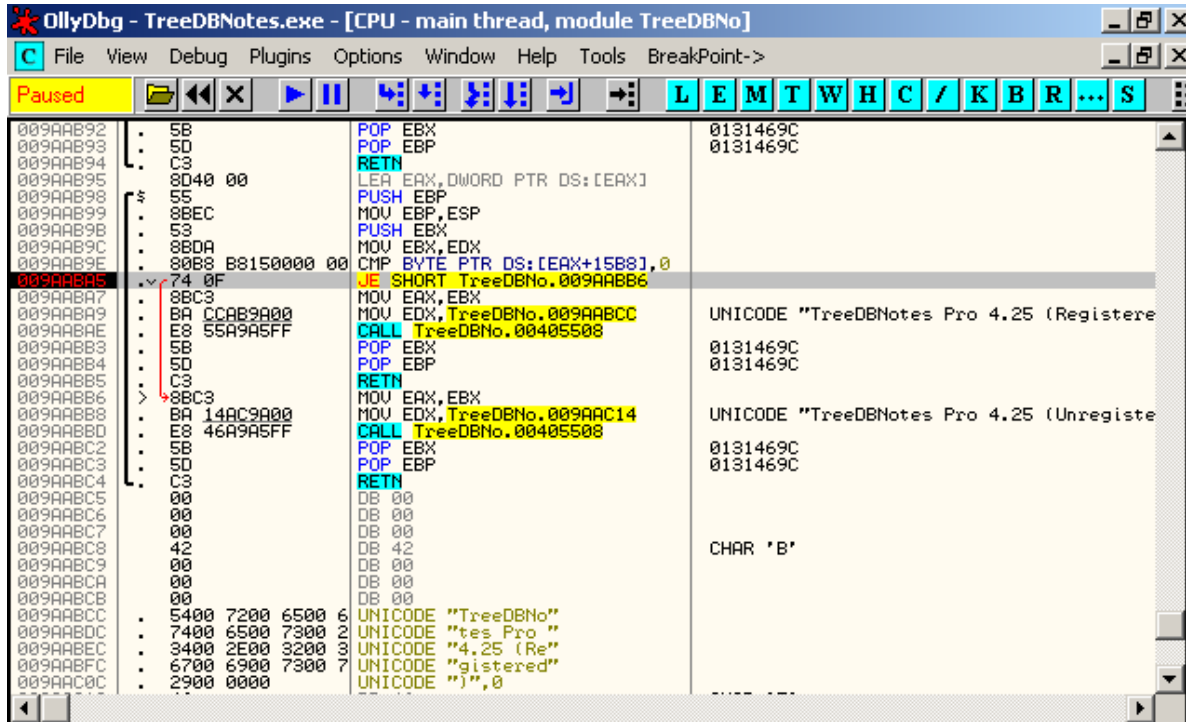 OllyDbg - TreeDBNotes.exe - [CPU - main thread, module TreeDBNo]
C File View Debug Plugins Options Window Help Tools BreakPoint->
Paused L E M T W H C / K B R ... S
009AAB92 . 5B POP EBX 0131469C
009AAB93 . 5D POP EBP 0131469C
009AAB94 . C3 RETN
009AAB95 8D40 00 LEA EAX,DWORD PTR DS:[EAX]
009AAB98 $ 55 PUSH EBP
009AAB99 . 8BEC MOV EBP,ESP
009AAB9B . 53 PUSH EBX
009AAB9C . 8BDA MOV EBX,EDX
009AAB9E . 80B8 B8150000 00 CMP BYTE PTR DS:[EAX+15B8],0
009AABA5 .v 74 0F JE SHORT TreeDBNo.009AABB6
009AABA7 . 8BC3 MOV EAX,EBX
009AABA9 . BA CCAB9A00 MOV EDX,TreeDBNo.009AABCC UNICODE "TreeDBNotes Pro 4.25 (Registere
009AABAE . E8 55A9A5FF CALL TreeDBNo.00405508
009AABB3 . 5B POP EBX 0131469C
009AABB4 . 5D POP EBP 0131469C
009AABB5 . C3 RETN
009AABB6 > 8BC3 MOV EAX,EBX
009AABB8 . BA 14AC9A00 MOV EDX,TreeDBNo.009AAC14 UNICODE "TreeDBNotes Pro 4.25 (Unregiste
009AABBD . E8 46A9A5FF CALL TreeDBNo.00405508
009AABC2 . 5B POP EBX 0131469C
009AABC3 . 5D POP EBP 0131469C
009AABC4 . C3 RETN
009AABC5 00 DB 00
009AABC6 00 DB 00
009AABC7 00 DB 00
009AABC8 42 DB 42 CHAR 'B'
009AABC9 00 DB 00
009AABCA 00 DB 00
009AABCB 00 DB 00
009AABCC . 5400 7200 6500 6 UNICODE "TreeDBNo"
009AABDC . 7400 6500 7300 2 UNICODE "tes Pro "
009AABEC . 3400 2E00 3200 3 UNICODE "4.25 (Re"
009AABFC . 6700 6900 7300 7 UNICODE "gistered"
009AAC0C . 2900 0000 UNICODE ")",0